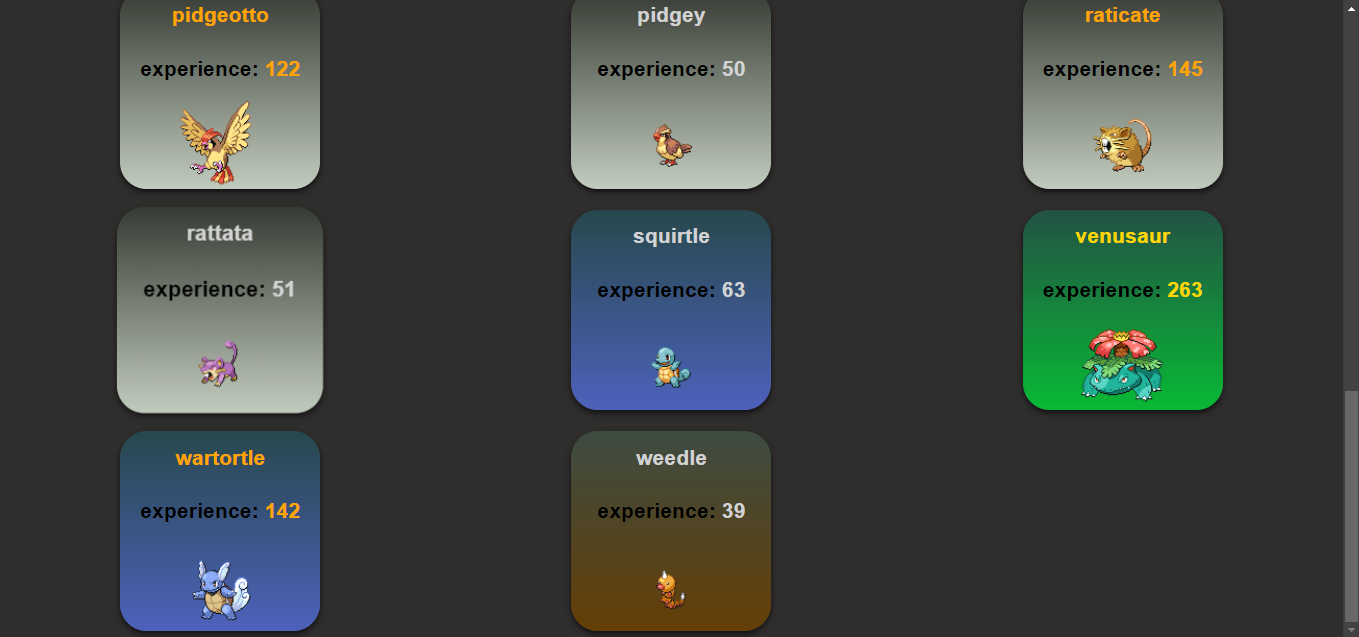 pidgeotto
experience: 122
pidgey
experience: 50
raticate
experience: 145
rattata
experience: 51
squirtle
experience: 63
venusaur
experience: 263
wartortle
experience: 142
weedle
experience: 39